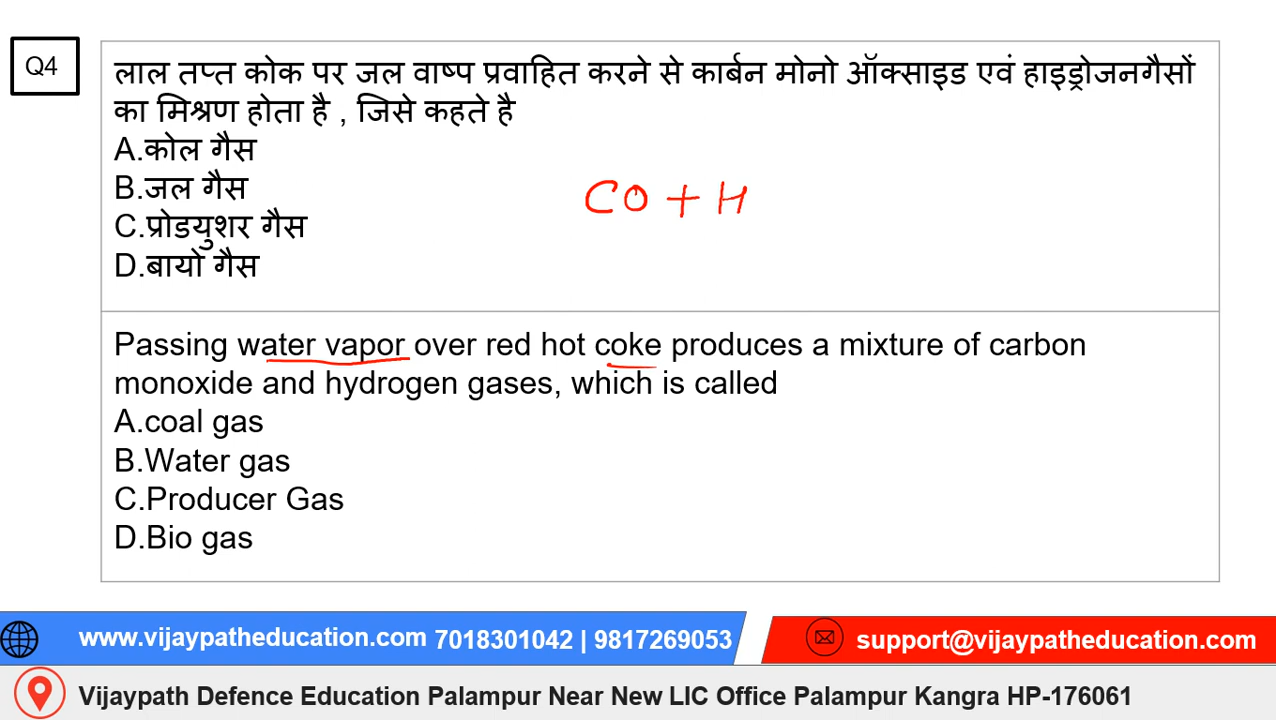 Q4
लाल तप्त कोक पर जल वाष्प प्रवाहित करने से कार्बन मोनो ऑक्साइड एवं हाइड्रोजनगैसों
का मिश्रण होता है , जिसे कहते है
A.कोल गैस
B.जल गैस
C.प्रोडयुशर गैस
D.बायो गैस
CO + H
Passing water vapor over red hot coke produces a mixture of carbon
monoxide and hydrogen gases, which is called
A.coal gas
B.Water gas
C.Producer Gas
D.Bio gas
www.vijaypatheducation.com 7018301042 | 9817269053
support@vijaypatheducation.com
Vijaypath Defence Education Palampur Near New LIC Office Palampur Kangra HP-176061